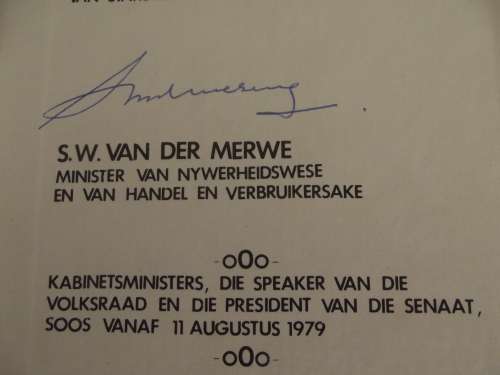 S.W. VAN DER MERWE
MINISTER VAN NYWERHEIDSWESE
EN VAN HANDEL EN VERBRUIKERSAKE
-oOo-
KABINETSMINISTERS, DIE SPEAKER VAN DIE
VOLKSRAAD EN DIE PRESIDENT VAN DIE SENAAT,
SOOS VANAF 11 AUGUSTUS 1979
-oOo-